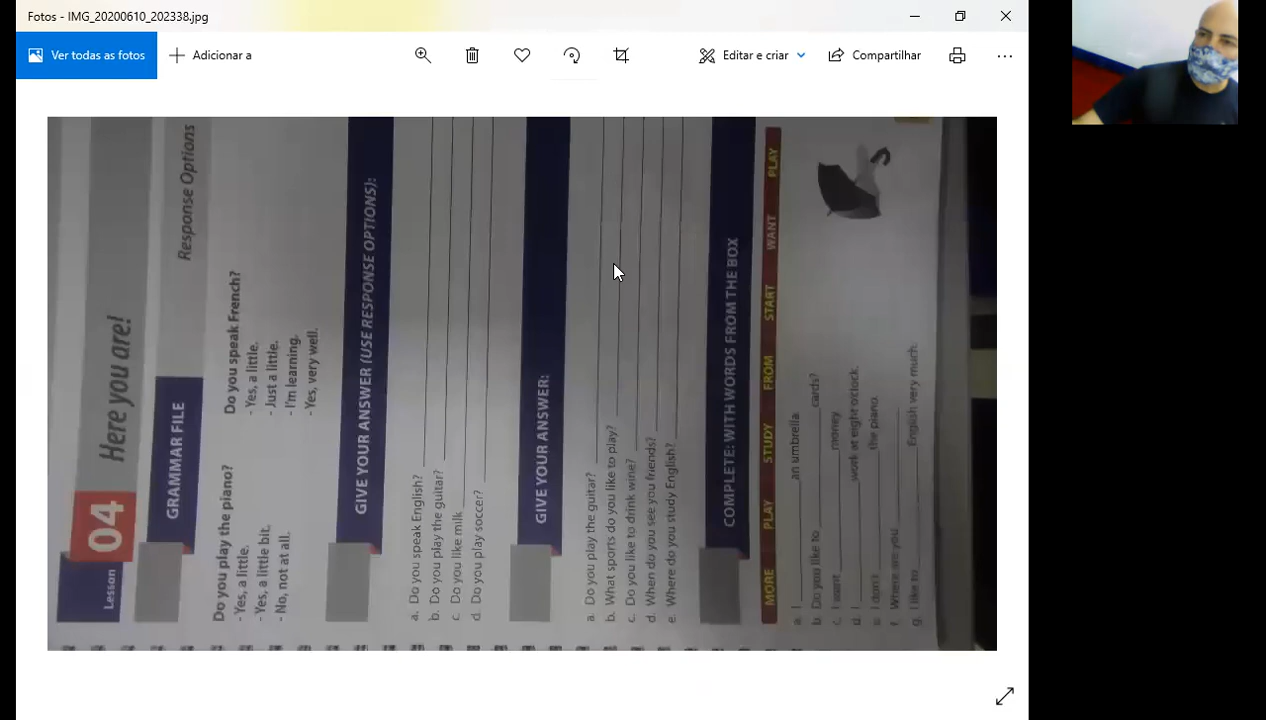 Fotos - IMG_20200610_202338.jpg
Ver todas as fotos
Adicionar a
Editar e criar
Compartilhar
Lesson 04 Here you are!
GRAMMAR FILE
Response Options
Do you play the piano?
- Yes, a little.
- Yes, a little bit.
- No, not at all.
Do you speak French?
- Yes, a little.
- Just a little.
- I'm learning.
- Yes, very well.
GIVE YOUR ANSWER (USE RESPONSE OPTIONS):
a. Do you speak English?
b. Do you play the guitar?
c. Do you like milk
d. Do you play soccer?
GIVE YOUR ANSWER:
a. Do you play the guitar?
b. What sports do you like to play?
c. Do you like to drink wine?
d. When do you see you friends?
e. Where do you study English?
COMPLETE: WITH WORDS FROM THE BOX
MORE PLAY STUDY FROM START WANT PLAY
a. I ____ an umbrella.
b. Do you like to ____ cards?
c. I want ____ money.
d. I ____ work at eight o'clock.
e. I don't ____ the piano.
f. Where are you ____
g. I like to ____ English very much.